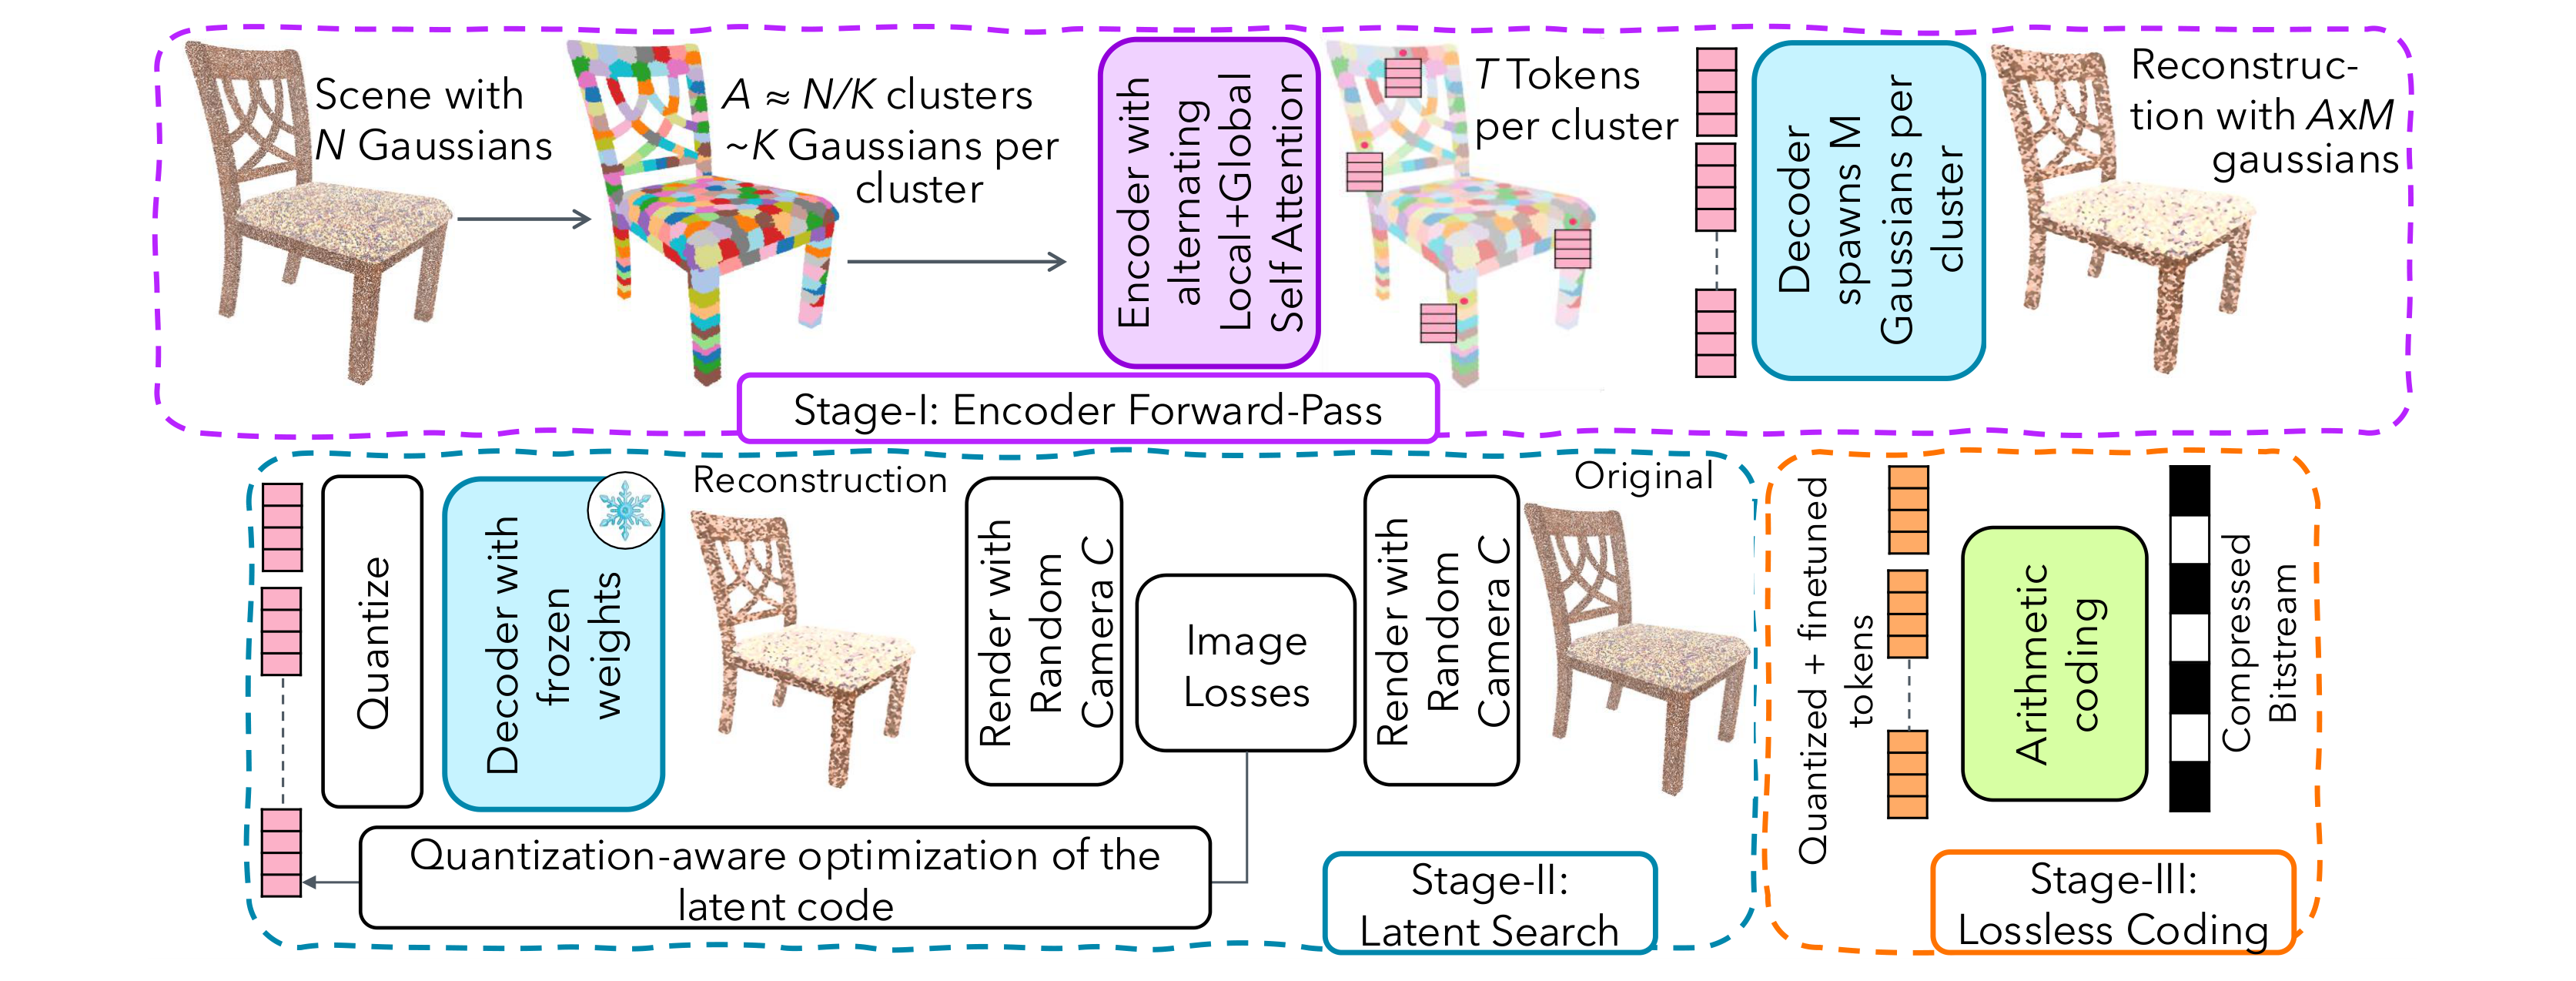 Scene with
N Gaussians
A ≈ N/K clusters
~K Gaussians per
cluster
Encoder with
alternating
Local+Global
Self Attention
T Tokens
per cluster
Decoder
spawns M
Gaussians per
cluster
Reconstruc-
tion with AxM
gaussians
Stage-I: Encoder Forward-Pass
Quantize
Decoder with
frozen
weights
Reconstruction
Render with
Random
Camera C
Image
Losses
Render with
Random
Camera C
Original
Quantization-aware optimization of the
latent code
Stage-II:
Latent Search
Quantized + finetuned
tokens
Arithmetic
coding
Compressed
Bitstream
Stage-III:
Lossless Coding